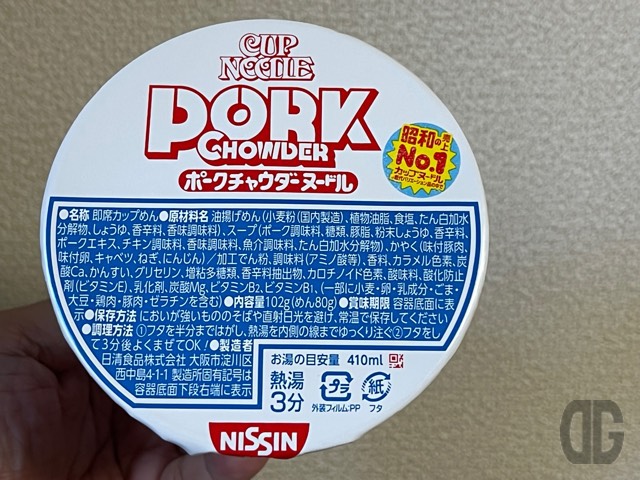 CUP
NOODLE
PORK
CHOWDER
ポークチャウダーヌードル
昭和の売上
No.1
カップヌードル
●名称 即席カップめん●原材料名 油揚げめん(小麦粉(国内製造)、植物油脂、食塩、たん白加水
分解物、しょうゆ、香辛料、香味調味料)、スープ(ポーク調味料、糖類、豚脂、粉末しょうゆ、香辛料、
ポークエキス、チキン調味料、香味調味料、魚介調味料、たん白加水分解物)、かやく(味付豚肉、
味付卵、キャベツ、ねぎ、にんじん)／加工でん粉、調味料(アミノ酸等)、香料、カラメル色素、炭
酸Ca、かんすい、グリセリン、増粘多糖類、香辛料抽出物、カロチノイド色素、酸味料、酸化防止
剤(ビタミンE)、乳化剤、炭酸Mg、ビタミンB2、ビタミンB1、(一部に小麦・卵・乳成分・ごま・
大豆・鶏肉・豚肉・ゼラチンを含む)●内容量 102g(めん80g)●賞味期限 容器底面に表
示●保存方法 においが強いもののそばや直射日光を避け、常温で保存してください
●調理方法 ①フタを半分まではがし、熱湯を内側の線までゆっくり注ぐ②フタをし
て3分後よくまぜてOK!●製造者
日清食品株式会社 大阪市淀川区
西中島4-1-1 製造所固有記号は
容器底面下段右端に表示
お湯の目安量 410ml
熱湯
3分
プラ
外装フィルム:PP
紙
フタ
NISSIN
DG